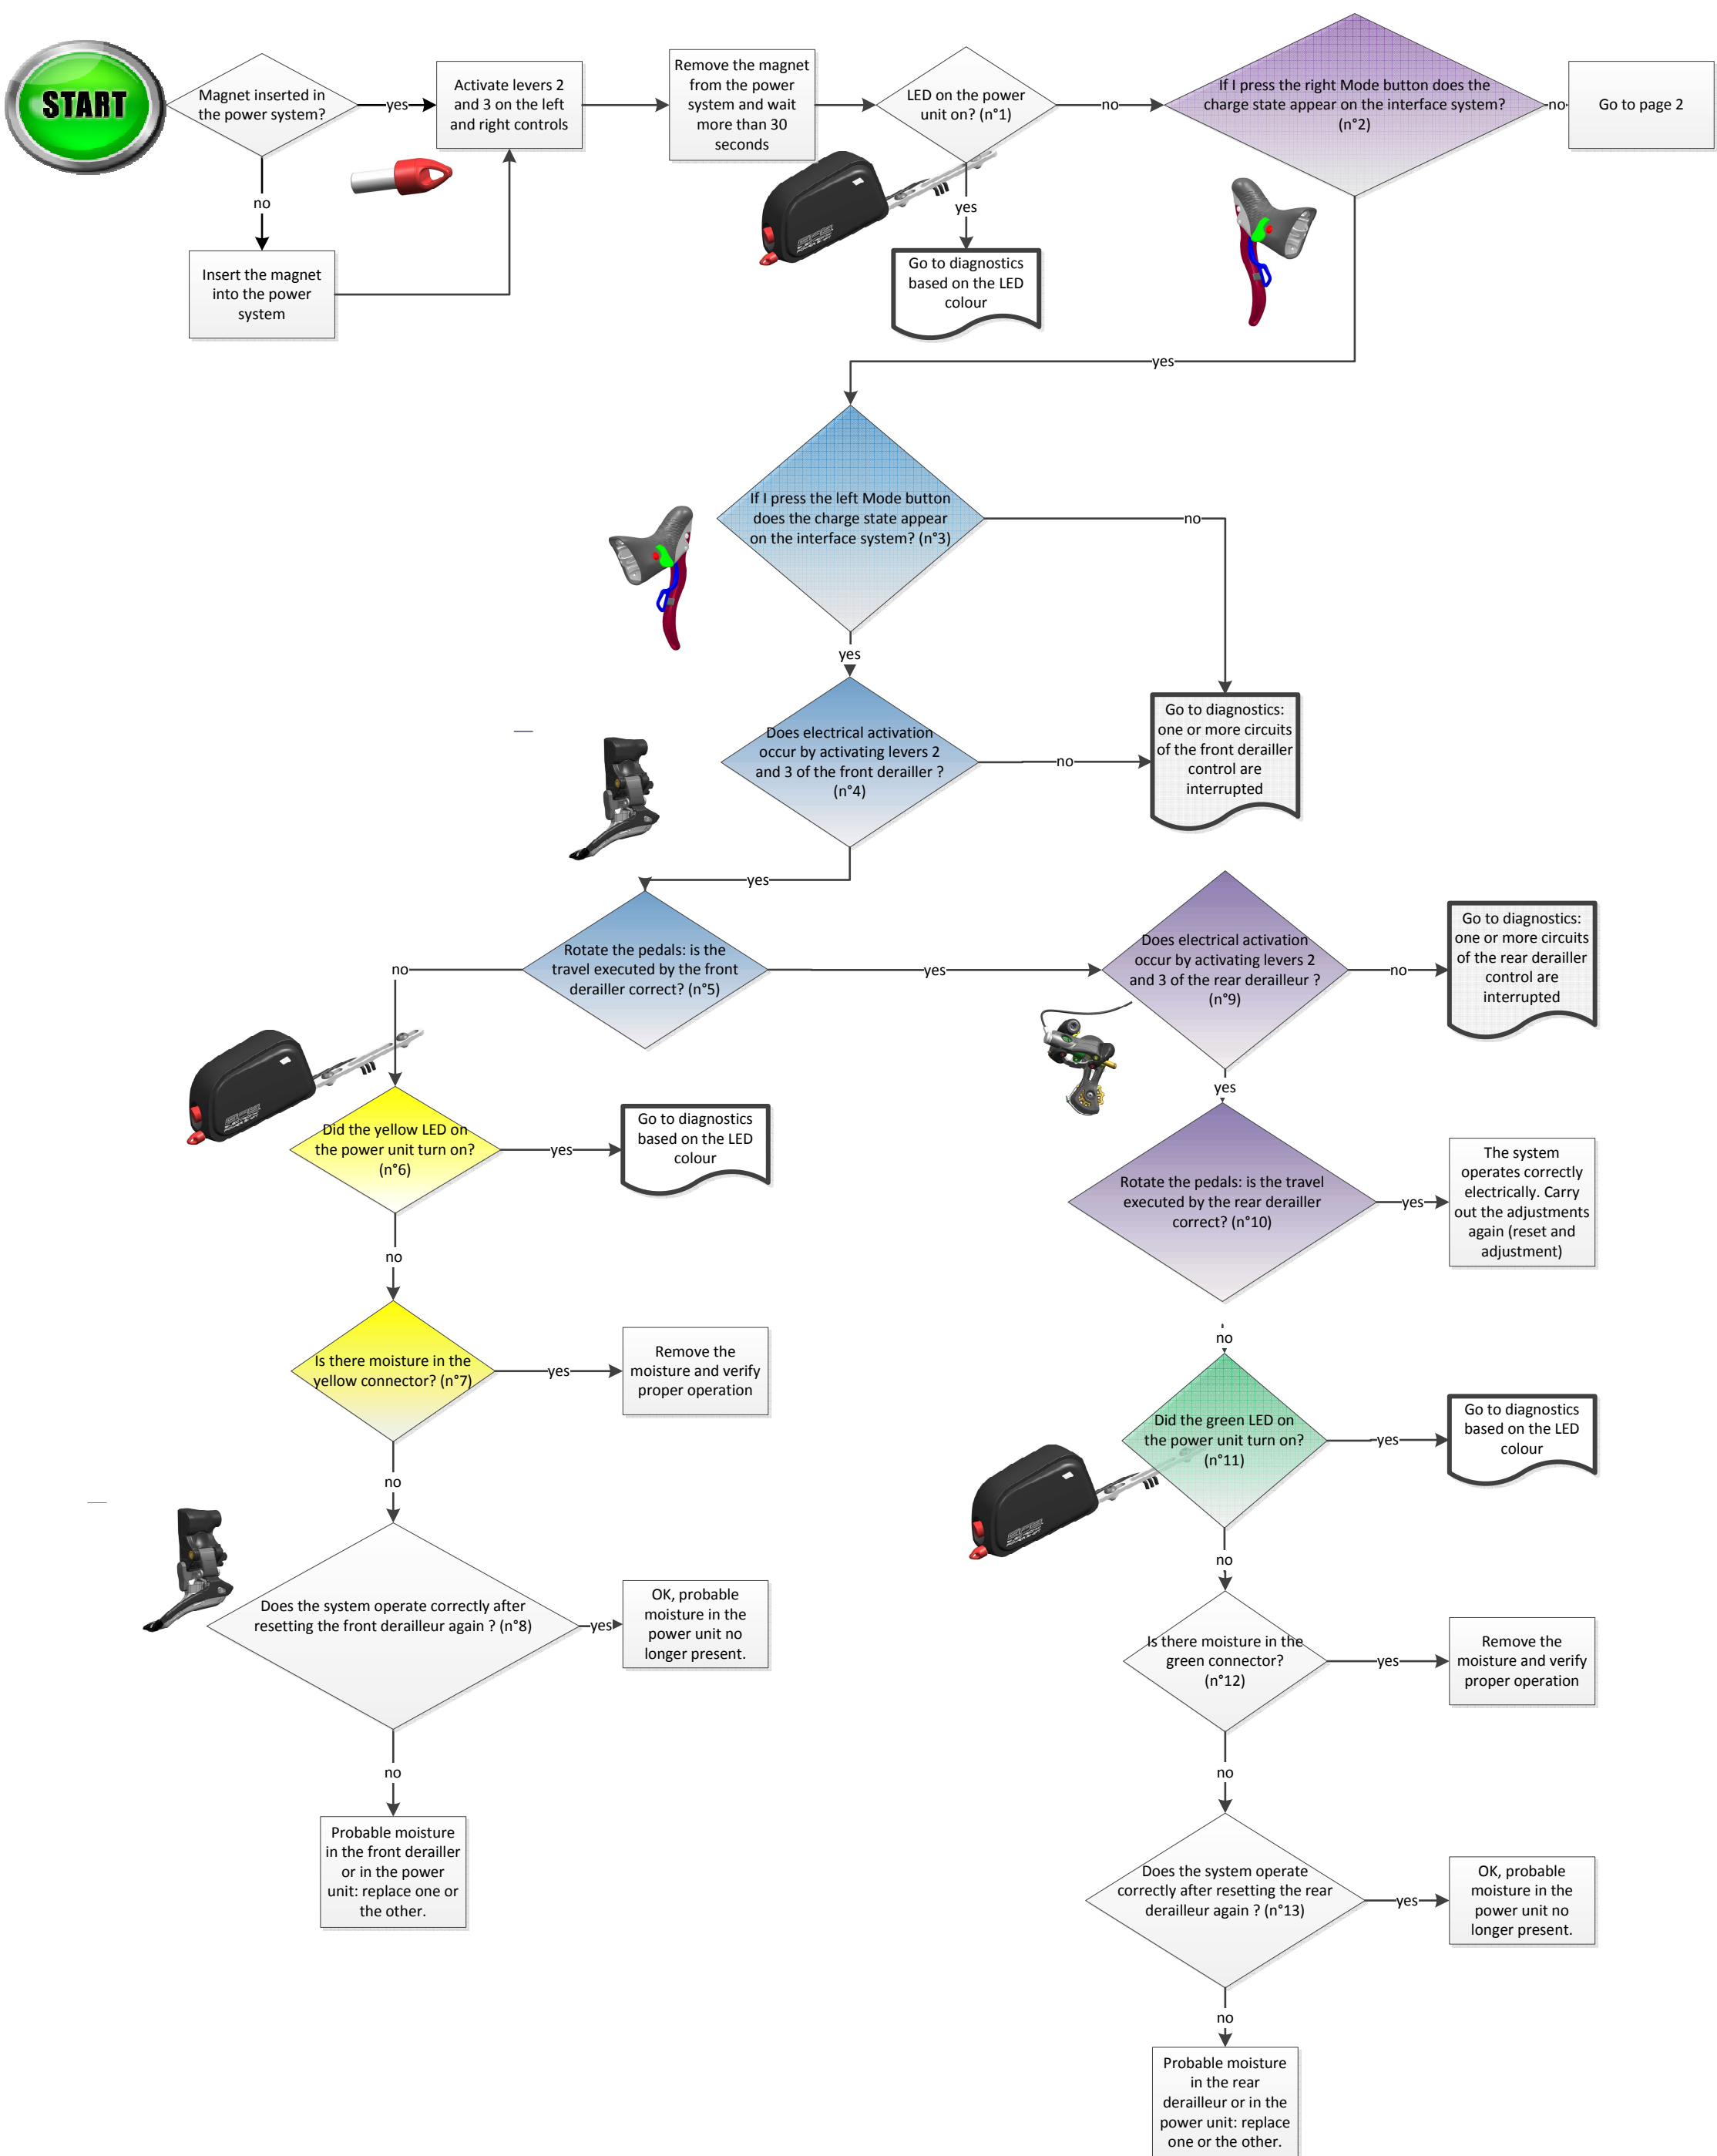 START
Magnet inserted in
the power system?
yes
Activate levers 2
and 3 on the left
and right controls
Remove the magnet
from the power
system and wait
more than 30
seconds
LED on the power
unit on? (n°1)
no
If I press the right Mode button does the
charge state appear on the interface system?
(n°2)
no
Go to page 2
no
Insert the magnet
into the power
system
yes
Go to diagnostics
based on the LED
colour
yes
If I press the left Mode button
does the charge state appear
on the interface system? (n°3)
no
yes
Does electrical activation
occur by activating levers 2
and 3 of the front derailler ?
(n°4)
no
Go to diagnostics:
one or more circuits
of the front derailler
control are
interrupted
yes
Rotate the pedals: is the
travel executed by the front
derailler correct? (n°5)
no
yes
Does electrical activation
occur by activating levers 2
and 3 of the rear derailleur ?
(n°9)
no
Go to diagnostics:
one or more circuits
of the rear derailler
control are
interrupted
yes
Did the yellow LED on
the power unit turn on?
(n°6)
yes
Go to diagnostics
based on the LED
colour
Rotate the pedals: is the travel
executed by the rear derailler
correct? (n°10)
yes
The system
operates correctly
electrically. Carry
out the adjustments
again (reset and
adjustment)
no
no
Is there moisture in the
yellow connector? (n°7)
yes
Remove the
moisture and verify
proper operation
Did the green LED on
the power unit turn on?
(n°11)
yes
Go to diagnostics
based on the LED
colour
no
no
Does the system operate correctly after
resetting the front derailleur again ? (n°8)
yes
OK, probable
moisture in the
power unit no
longer present.
Is there moisture in the
green connector?
(n°12)
yes
Remove the
moisture and verify
proper operation
no
no
Probable moisture
in the front derailler
or in the power
unit: replace one or
the other.
Does the system operate
correctly after resetting the rear
derailleur again ? (n°13)
yes
OK, probable
moisture in the
power unit no
longer present.
no
Probable moisture
in the rear
derailleur or in the
power unit: replace
one or the other.